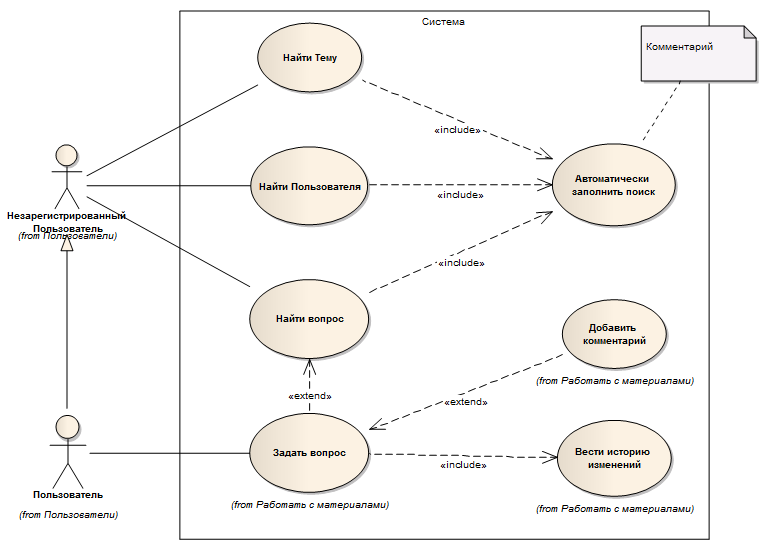 Система
Комментарий
Найти Тему
«include»
Найти Пользователя
«include»
Автоматически
заполнить поиск
Незарегистрированный
Пользователь
(from Пользователи)
«include»
Найти вопрос
Добавить
комментарий
(from Работать с материалами)
«extend»
«extend»
Задать вопрос
«include»
Вести историю
изменений
Пользователь
(from Пользователи)
(from Работать с материалами)
(from Работать с материалами)